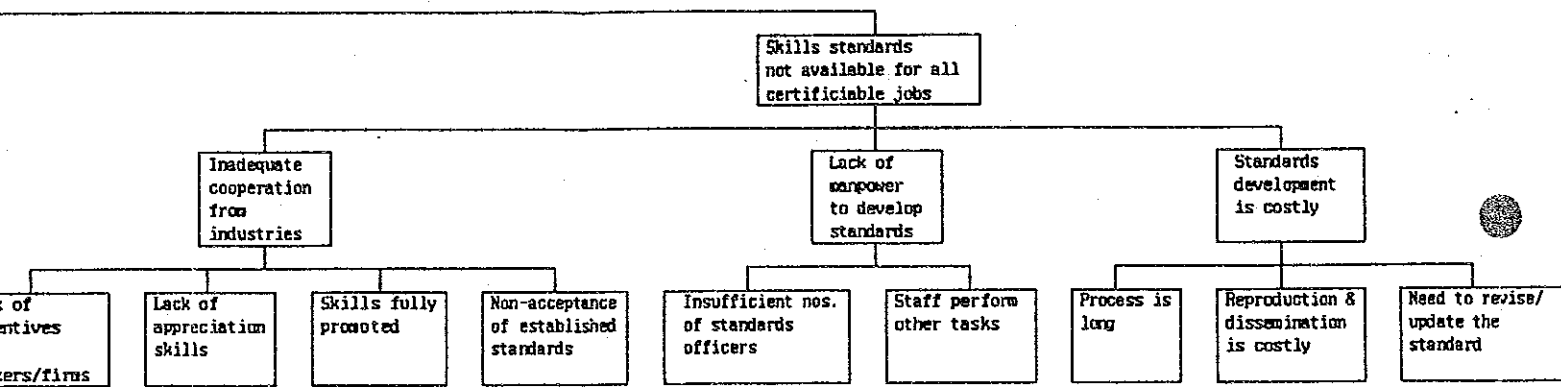 Skills standards
not available for all
certificiable jobs
Inadequate
cooperation
from
industries
Lack of
manpower
to develop
standards
Standards
development
is costly
of
Lack of
appreciation
skills
Skills fully
promoted
Non-acceptance
of established
standards
Insufficient nos.
of standards
officers
Staff perform
other tasks
Process is
long
Reproduction &
dissemination
is costly
Need to revise/
update the
standard